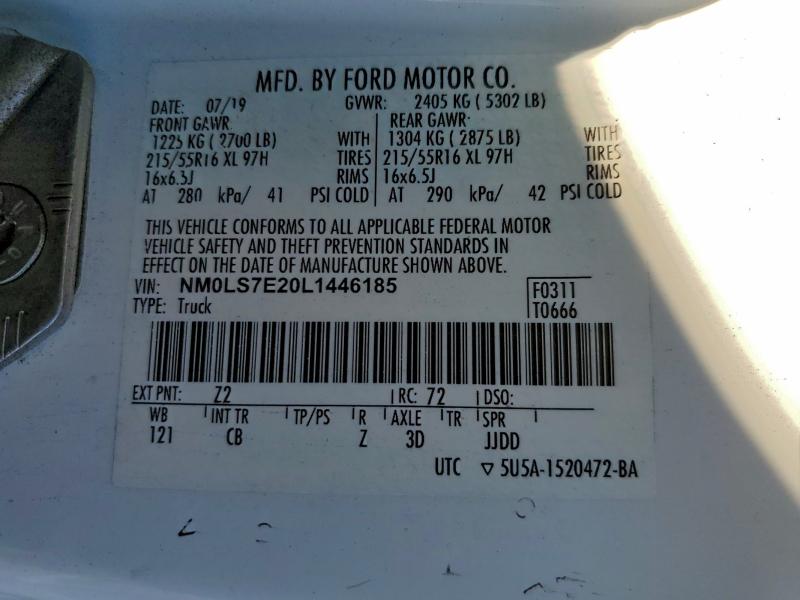 MFD. BY FORD MOTOR CO.
DATE: 07/19 GVWR: 2405 KG ( 5302 LB)
FRONT GAWR: REAR GAWR:
1225 KG ( 2700 LB) WITH 1304 KG ( 2875 LB) WITH
215/55R16 XL 97H TIRES 215/55R16 XL 97H TIRES
16x6.5J RIMS 16x6.5J RIMS
AT 280 kPa/ 41 PSI COLD AT 290 kPa/ 42 PSI COLD
THIS VEHICLE CONFORMS TO ALL APPLICABLE FEDERAL MOTOR
VEHICLE SAFETY AND THEFT PREVENTION STANDARDS IN
EFFECT ON THE DATE OF MANUFACTURE SHOWN ABOVE.
VIN: NM0LS7E20L1446185 F0311
TYPE: Truck T0666
EXT PNT: Z2 RC: 72 DSO:
WB INT TR TP/PS R AXLE TR SPR
121 CB Z 3D JJDD
UTC ▽ 5U5A-1520472-BA